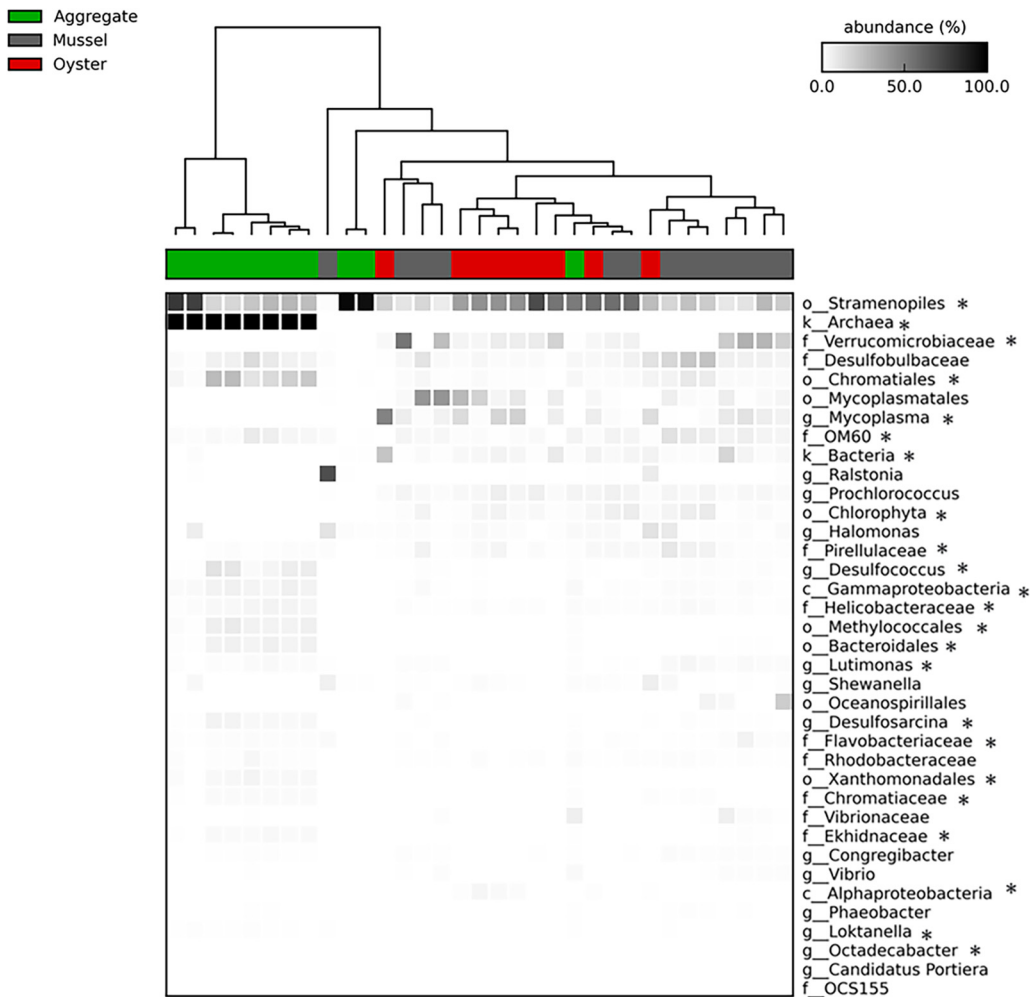 Aggregate
Mussel
Oyster
abundance (%)
0.0 50.0 100.0
o__Stramenopiles *
k__Archaea *
f__Verrucomicrobiaceae *
f__Desulfobulbaceae
o__Chromatiales *
o__Mycoplasmatales
g__Mycoplasma *
f__OM60 *
k__Bacteria *
g__Ralstonia
g__Prochlorococcus
o__Chlorophyta *
g__Halomonas
f__Pirellulaceae *
g__Desulfococcus *
c__Gammaproteobacteria *
f__Helicobacteraceae *
o__Methylococcales *
o__Bacteroidales *
g__Lutimonas *
g__Shewanella
o__Oceanospirillales
g__Desulfosarcina *
f__Flavobacteriaceae *
f__Rhodobacteraceae
o__Xanthomonadales *
f__Chromatiaceae *
f__Vibrionaceae
f__Ekhidnaceae *
g__Congregibacter
g__Vibrio
c__Alphaproteobacteria *
g__Phaeobacter
g__Loktanella *
g__Octadecabacter *
g__Candidatus Portiera
f__OCS155